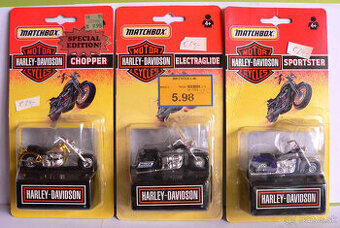 MATCHBOX
SPECIAL
EDITION!
MOTOR
HARLEY-DAVIDSON
CYCLES
CHOPPER
HARLEY-DAVIDSON
MATCHBOX
MOTOR
HARLEY-DAVIDSON
CYCLES
ELECTRAGLIDE
5.98
HARLEY-DAVIDSON
MATCHBOX
MOTOR
HARLEY-DAVIDSON
CYCLES
SPORTSTER
HARLEY-DAVIDSON